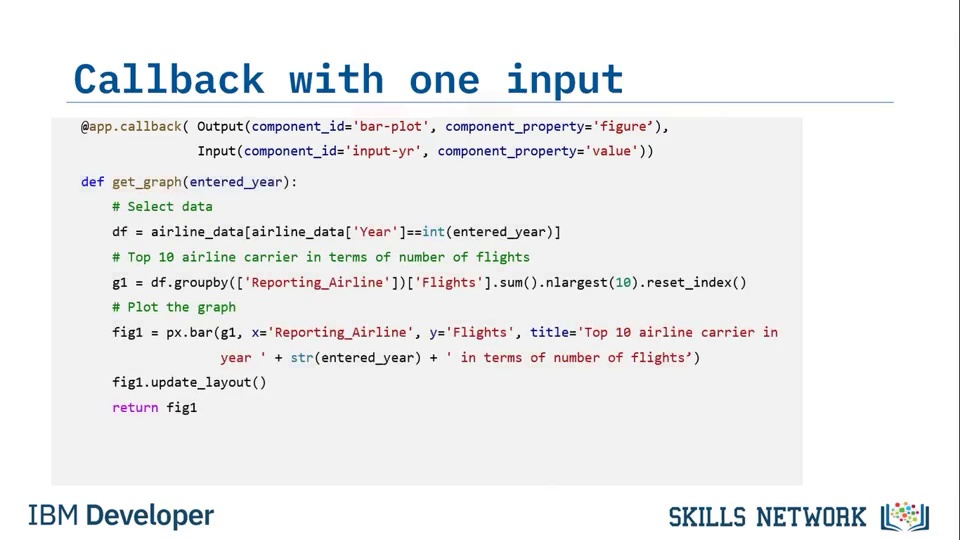 Callback with one input
@app.callback( Output(component_id='bar-plot', component_property='figure’),
Input(component_id='input-yr', component_property='value'))
def get_graph(entered_year):
# Select data
df = airline_data[airline_data['Year']==int(entered_year)]
# Top 10 airline carrier in terms of number of flights
g1 = df.groupby(['Reporting_Airline'])['Flights'].sum().nlargest(10).reset_index()
# Plot the graph
fig1 = px.bar(g1, x='Reporting_Airline', y='Flights', title='Top 10 airline carrier in
year ' + str(entered_year) + ' in terms of number of flights’)
fig1.update_layout()
return fig1
IBM Developer
SKILLS NETWORK